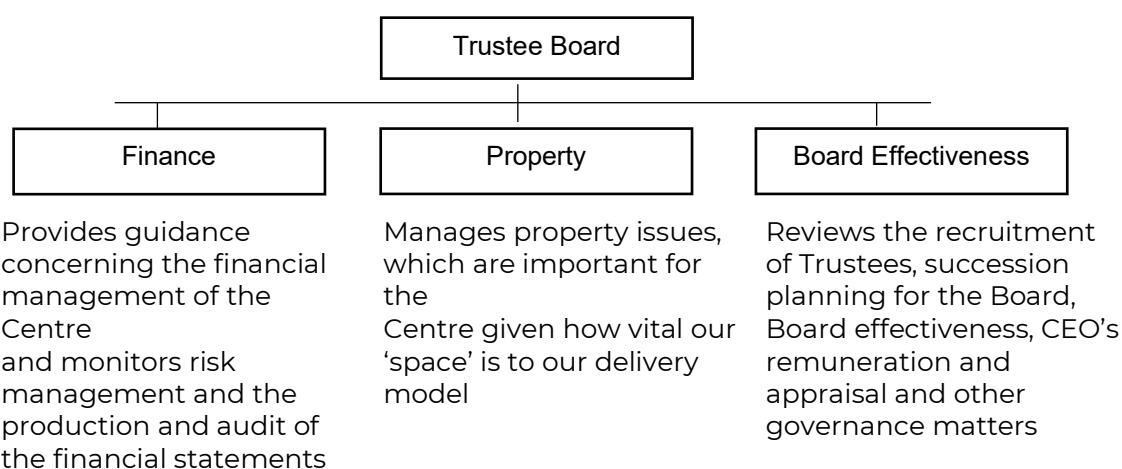 Trustee Board
Finance
Property
Board Effectiveness
Provides guidance
concerning the financial
management of the
Centre
and monitors risk
management and the
production and audit of
the financial statements
Manages property issues,
which are important for
the
Centre given how vital our
‘space’ is to our delivery
model
Reviews the recruitment
of Trustees, succession
planning for the Board,
Board effectiveness, CEO’s
remuneration and
appraisal and other
governance matters